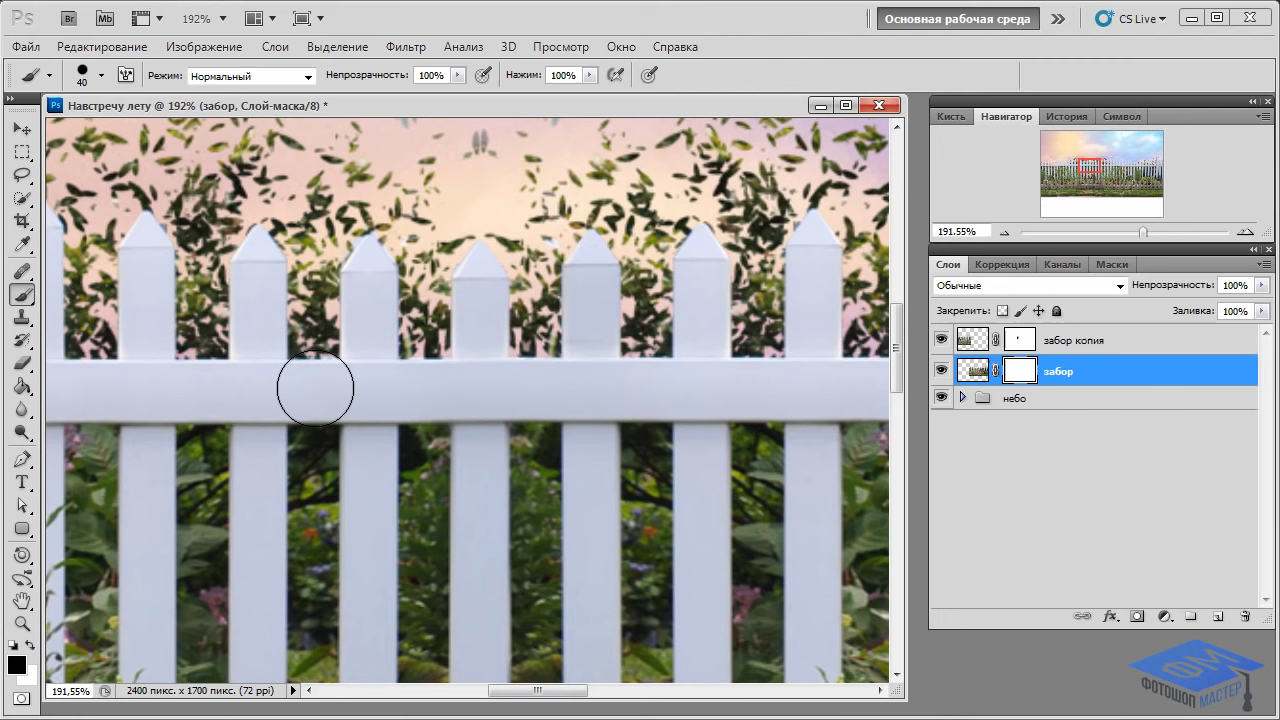 Ps Br Mb 192% Основная рабочая среда CS Live
Файл Редактирование Изображение Слои Выделение Фильтр Анализ 3D Просмотр Окно Справка
40 Режим: Нормальный Непрозрачность: 100% Нажим: 100%
Ps Навстречу лету @ 192% (забор, Слой-маска/8) *
Кисть Навигатор История Символ
191.55%
Слои Коррекция Каналы Маски
Обычные Непрозрачность: 100%
Закрепить: Заливка: 100%
забор копия
забор
небо
fx
T
191,55% 2400 пикс. x 1700 пикс. (72 ppi)
ФМ
ФОТОШОП МАСТЕР